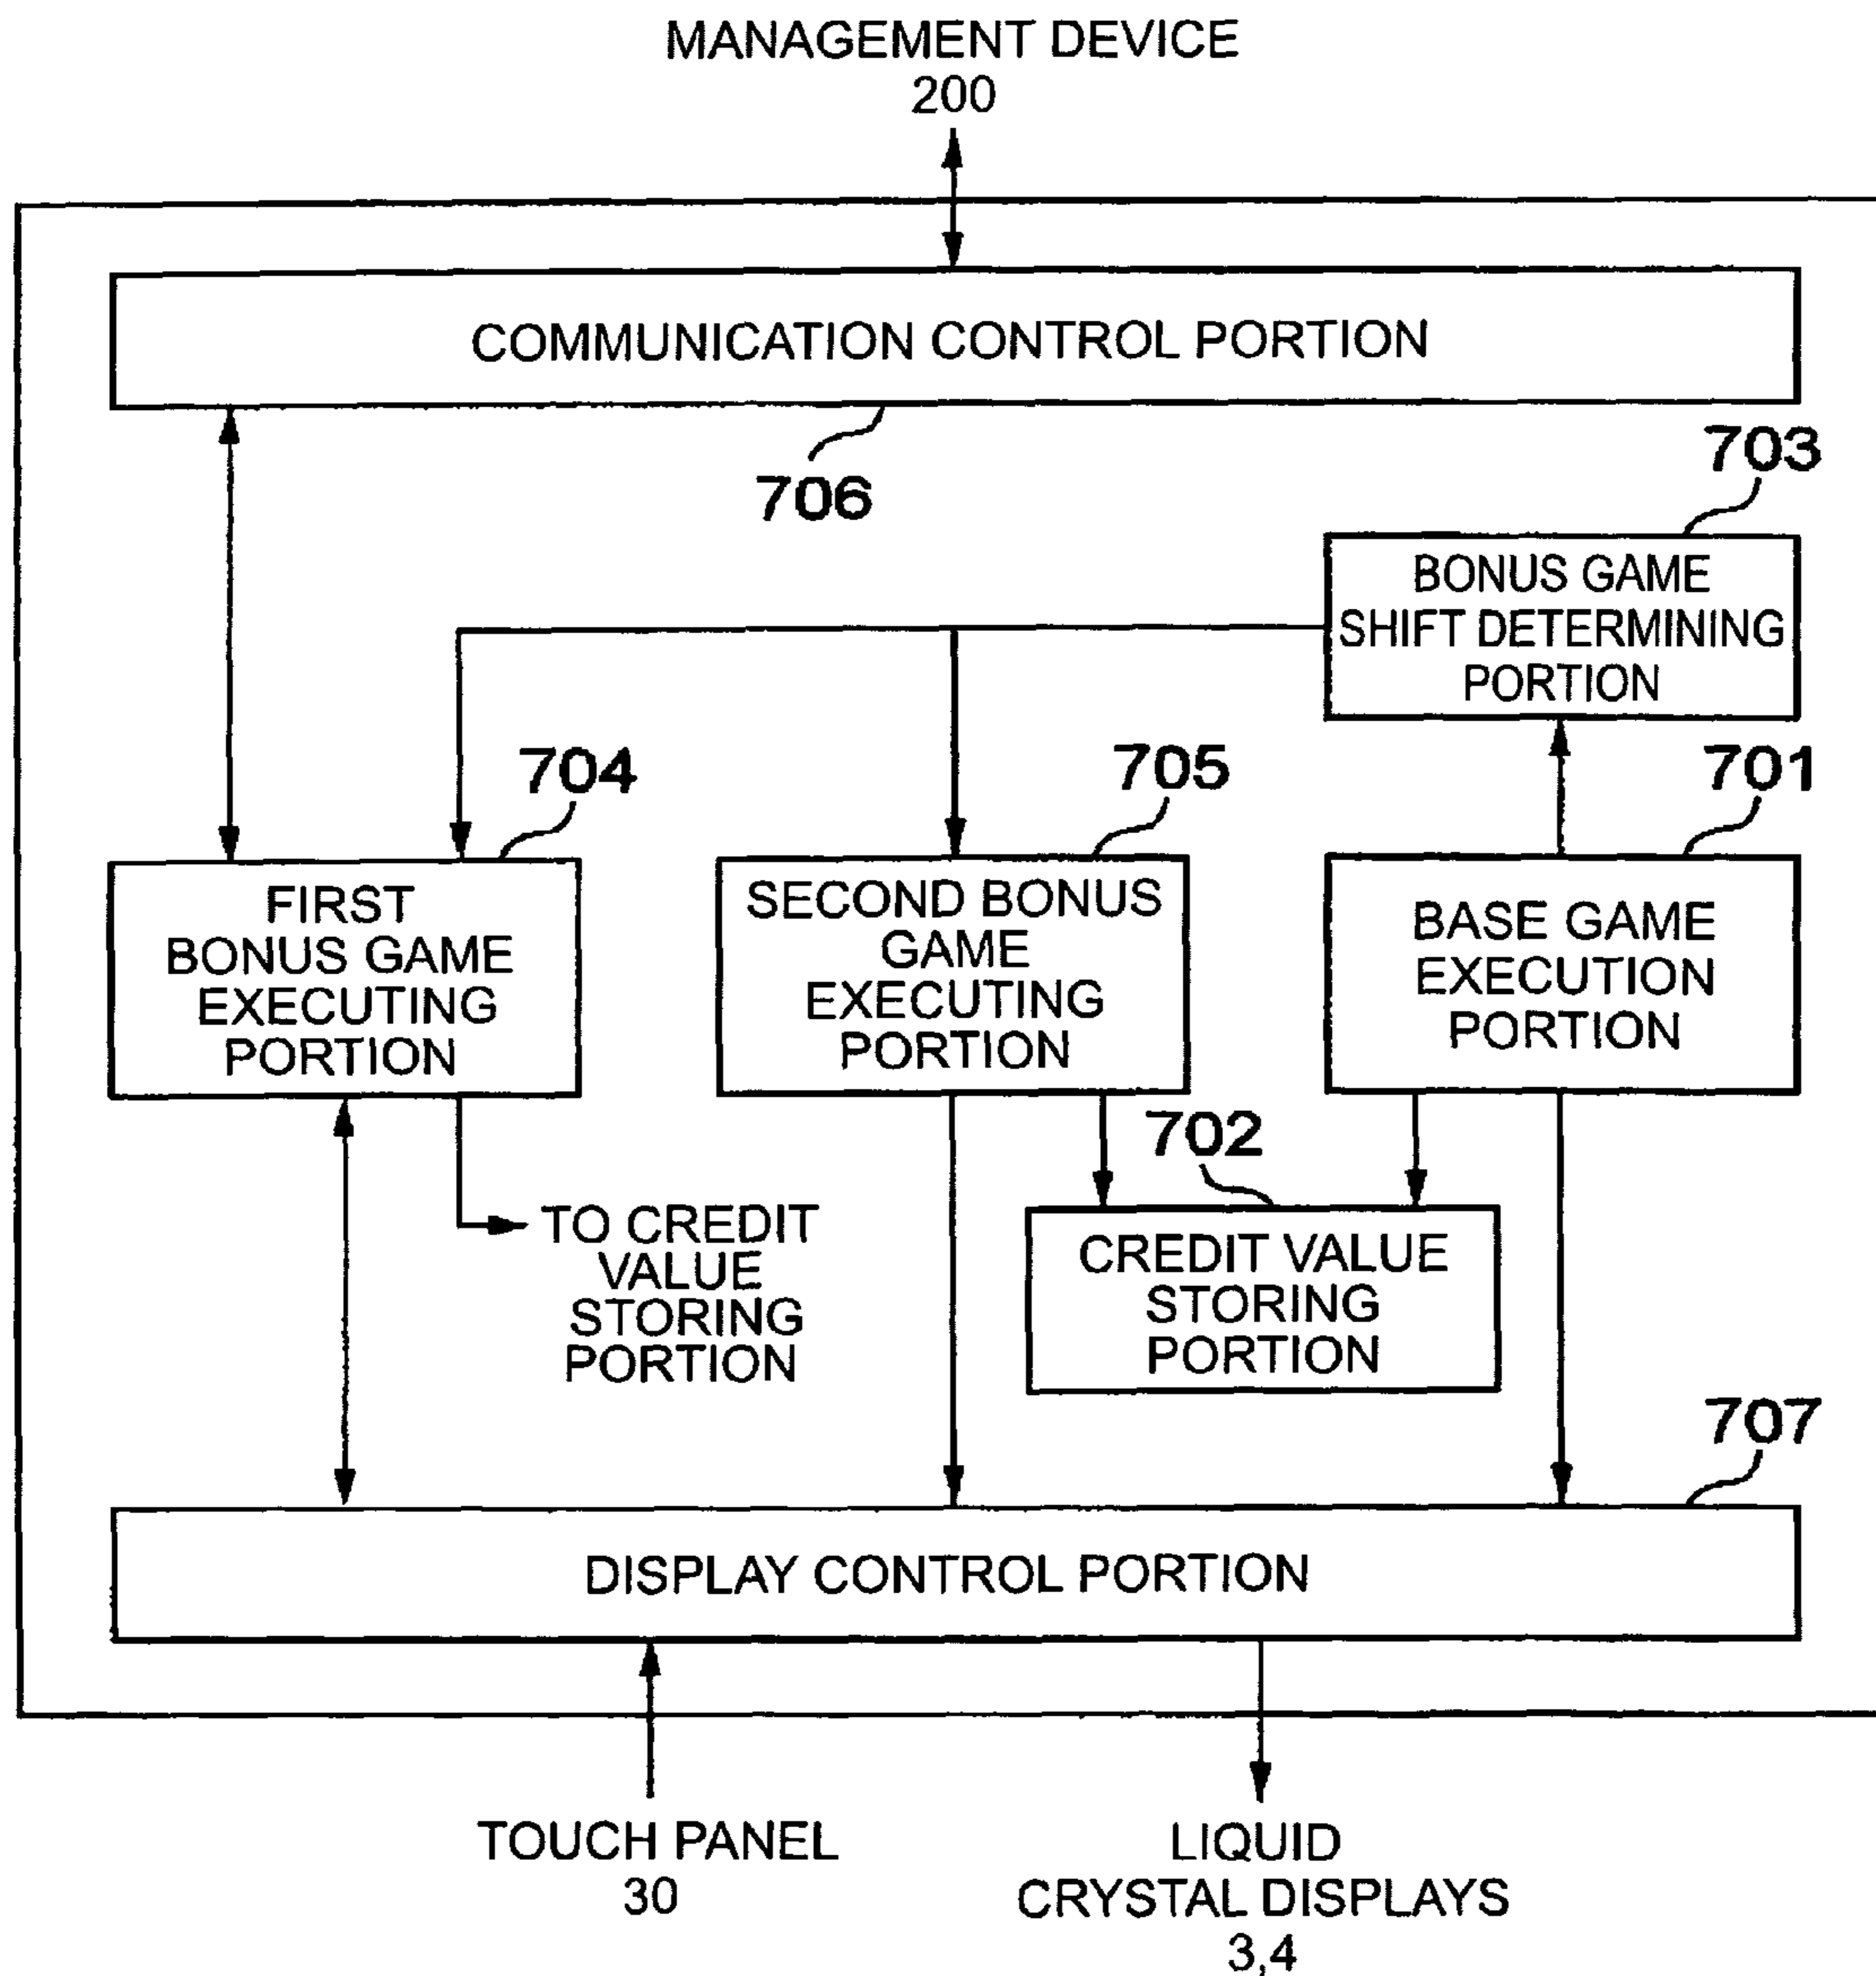 MANAGEMENT DEVICE
200
COMMUNICATION CONTROL PORTION
706
703
BONUS GAME
SHIFT DETERMINING
PORTION
704
705
701
FIRST
BONUS GAME
EXECUTING
PORTION
SECOND BONUS
GAME
EXECUTING
PORTION
BASE GAME
EXECUTION
PORTION
702
TO CREDIT
VALUE
STORING
PORTION
CREDIT VALUE
STORING
PORTION
707
DISPLAY CONTROL PORTION
TOUCH PANEL
30
LIQUID
CRYSTAL DISPLAYS
3,4